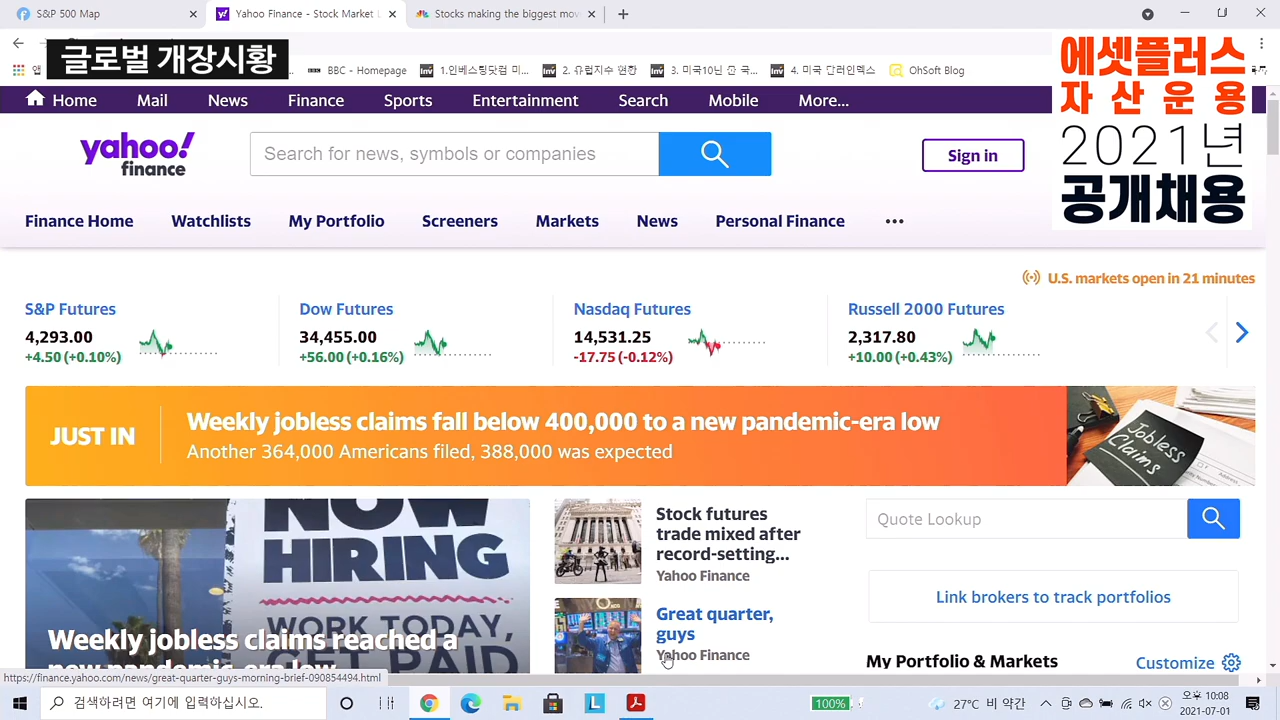 S&P 500 Map
Yahoo Finance - Stock Market L
Stocks making the biggest mov
글로벌 개장시황
BBC - Homepage
2. 유럽지수 현황
3. 미국10년 잔 국...
4. 미국 달러인덱스
OhSoft Blog
에셋플러스
자산운용
2021년
공개채용
Home
Mail
News
Finance
Sports
Entertainment
Search
Mobile
More...
yahoo!
finance
Search for news, symbols or companies
Sign in
Finance Home
Watchlists
My Portfolio
Screeners
Markets
News
Personal Finance
U.S. markets open in 21 minutes
S&P Futures
4,293.00
+4.50 (+0.10%)
Dow Futures
34,455.00
+56.00 (+0.16%)
Nasdaq Futures
14,531.25
-17.75 (-0.12%)
Russell 2000 Futures
2,317.80
+10.00 (+0.43%)
JUST IN
Weekly jobless claims fall below 400,000 to a new pandemic-era low
Another 364,000 Americans filed, 388,000 was expected
Jobless
Claims
NOW
HIRING
WORK TODAY,
GET PAID
Weekly jobless claims reached a
new pandemic-era low
Stock futures
trade mixed after
record-setting...
Yahoo Finance
Great quarter,
guys
Yahoo Finance
Quote Lookup
Link brokers to track portfolios
My Portfolio & Markets
Customize
https://finance.yahoo.com/news/great-quarter-guys-morning-brief-090854494.html
검색하려면 여기에 입력하십시오.
100%
27°C 비 약간
오후 10:08
2021-07-01